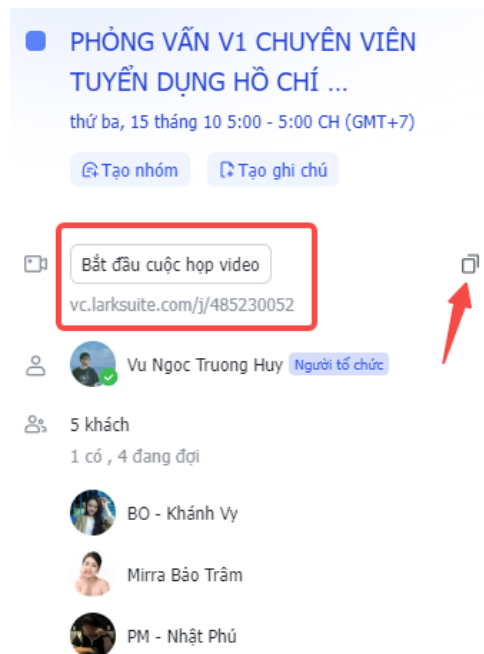 PHỎNG VẤN V1 CHUYÊN VIÊN
TUYỂN DỤNG HỒ CHÍ ...
thứ ba, 15 tháng 10 5:00 - 5:00 CH (GMT+7)
Tạo nhóm Tạo ghi chú
Bắt đầu cuộc họp video
vc.larksuite.com/j/485230052
Vu Ngoc Truong Huy Người tổ chức
5 khách
1 có , 4 đang đợi
BO - Khánh Vy
Mirra Bảo Trâm
PM - Nhật Phú